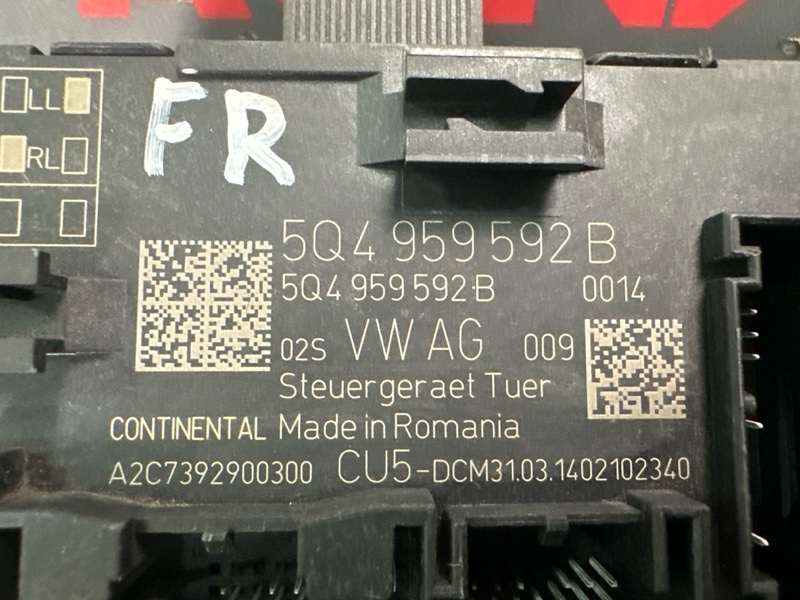 LL
RL
FR
5Q4 959 592 B
5Q4 959 592 B 0014
02S VW AG 009
Steuergeraet Tuer
CONTINENTAL Made in Romania
A2C7392900300 CU5-DCM31.03.1402102340